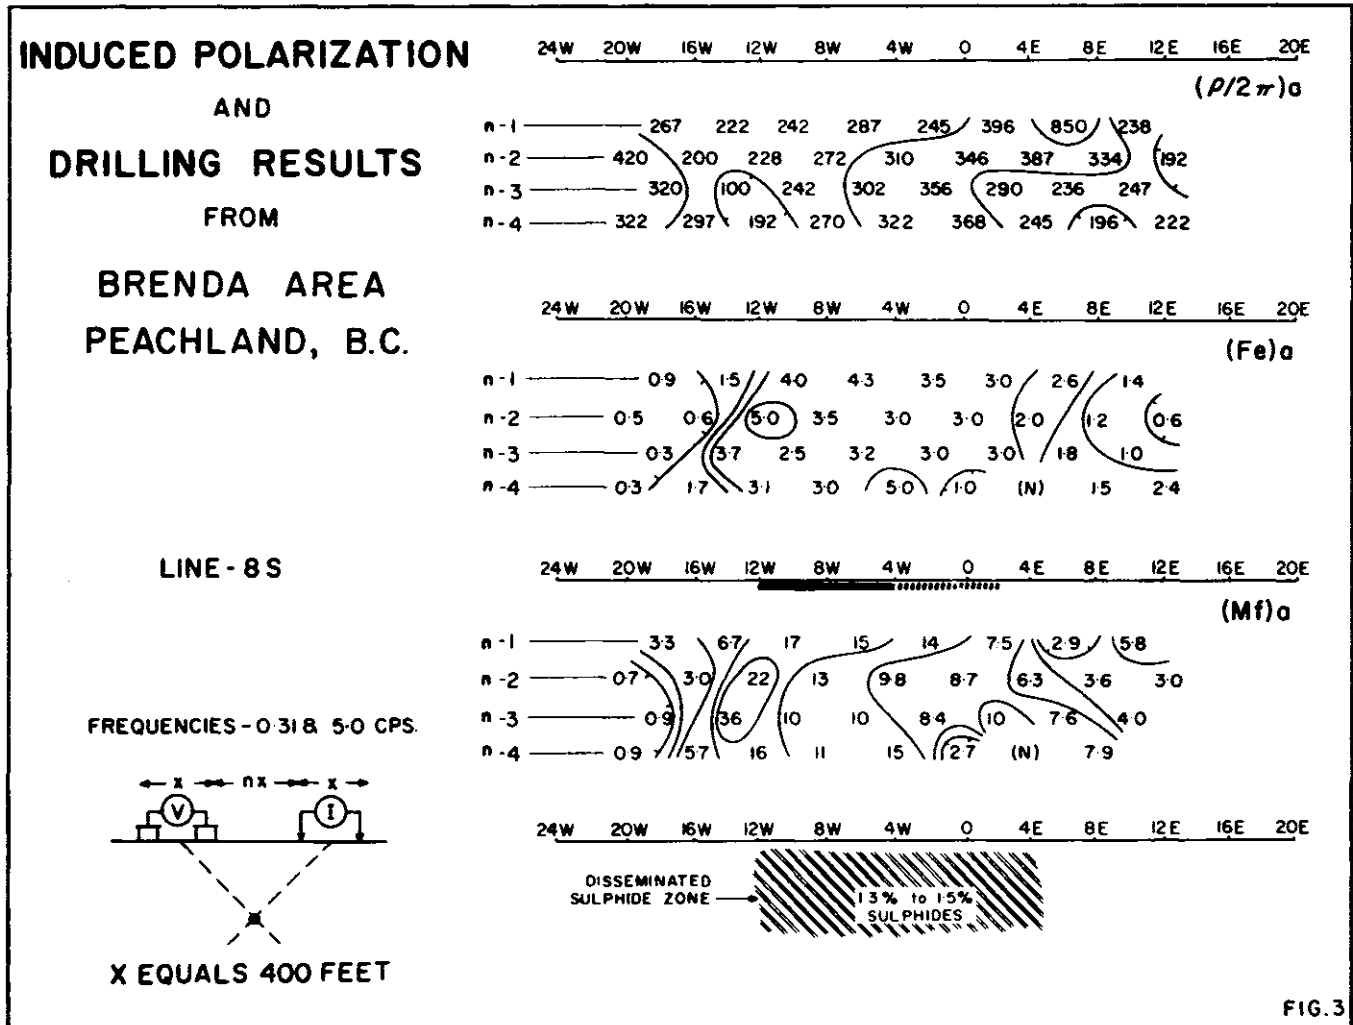 INDUCED POLARIZATION
AND
DRILLING RESULTS
FROM
BRENDA AREA
PEACHLAND, B.C.
LINE-8S
FREQUENCIES-0·31& 5·0 CPS.
x nx x
V I
X EQUALS 400 FEET
24W 20W 16W 12W 8W 4W 0 4E 8E 12E 16E 20E
(ρ/2π)a
n-1 267 222 242 287 245 396 850 238
n-2 420 200 228 272 310 346 387 334 192
n-3 320 100 242 302 356 290 236 247
n-4 322 297 192 270 322 368 245 196 222
24W 20W 16W 12W 8W 4W 0 4E 8E 12E 16E 20E
(Fe)a
n-1 0·9 1·5 4·0 4·3 3·5 3·0 2·6 1·4
n-2 0·5 0·6 5·0 3·5 3·0 3·0 2·0 1·2 0·6
n-3 0·3 3·7 2·5 3·2 3·0 3·0 1·8 1·0
n-4 0·3 1·7 3·1 3·0 5·0 1·0 (N) 1·5 2·4
24W 20W 16W 12W 8W 4W 0 4E 8E 12E 16E 20E
(Mf)a
n-1 3·3 6·7 17 15 14 7·5 2·9 5·8
n-2 0·7 3·0 22 13 9·8 8·7 6·3 3·6 3·0
n-3 0·9 36 10 10 8·4 10 7·6 4·0
n-4 0·9 5·7 16 11 15 2·7 (N) 7·9
24W 20W 16W 12W 8W 4W 0 4E 8E 12E 16E 20E
DISSEMINATED
SULPHIDE ZONE
1·3% to 1·5%
SULPHIDES
FIG.3